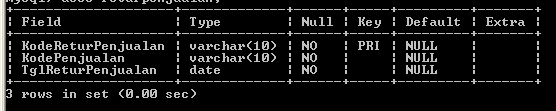 | Field | Type | Null | Key | Default | Extra |
| KodeReturPenjualan | varchar(10) | NO | PRI | NULL | |
| KodePenjualan | varchar(10) | NO | | NULL | |
| TglReturPenjualan | date | NO | | NULL | |
3 rows in set (0.00 sec)